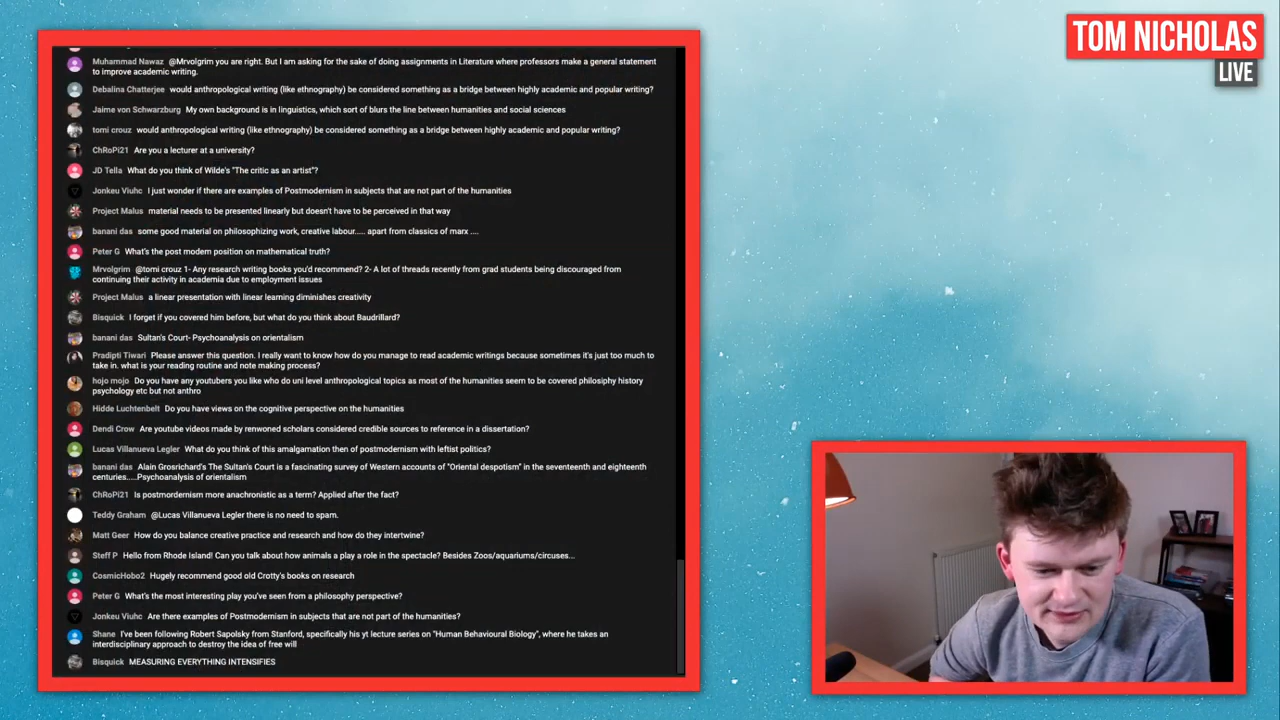 TOM NICHOLAS
LIVE
Muhammad Nawaz @Mrvolgrim you are right. But I am asking for the sake of doing assignments in Literature where professors make a general statement
to improve academic writing.
Debalina Chatterjee would anthropological writing (like ethnography) be considered something as a bridge between highly academic and popular writing?
Jaime von Schwarzburg My own background is in linguistics, which sort of blurs the line between humanities and social sciences
tomi crouz would anthropological writing (like ethnography) be considered something as a bridge between highly academic and popular writing?
ChRoPi21 Are you a lecturer at a university?
JD Tella What do you think of Wilde's "The critic as an artist"?
Jonkeu Viuhc I just wonder if there are examples of Postmodernism in subjects that are not part of the humanities
Project Malus material needs to be presented linearly but doesn't have to be perceived in that way
banani das some good material on philosophizing work, creative labour..... apart from classics of marx ....
Peter G What's the post modern position on mathematical truth?
Mrvolgrim @tomi crouz 1- Any research writing books you'd recommend? 2- A lot of threads recently from grad students being discouraged from
continuing their activity in academia due to employment issues
Project Malus a linear presentation with linear learning diminishes creativity
Bisquick I forget if you covered him before, but what do you think about Baudrillard?
banani das Sultan's Court- Psychoanalysis on orientalism
Pradipti Tiwari Please answer this question. I really want to know how do you manage to read academic writings because sometimes it's just too much to
take in. what is your reading routine and note making process?
hojo mojo Do you have any youtubers you like who do uni level anthropological topics as most of the humanities seem to be covered philosiphy history
psychology etc but not anthro
Hidde Luchtenbelt Do you have views on the cognitive perspective on the humanities
Dendi Crow Are youtube videos made by renwoned scholars considered credible sources to reference in a dissertation?
Lucas Villanueva Legler What do you think of this amalgamation then of postmodernism with leftist politics?
banani das Alain Grosrichard's The Sultan's Court is a fascinating survey of Western accounts of "Oriental despotism" in the seventeenth and eighteenth
centuries.....Psychoanalysis of orientalism
ChRoPi21 Is postmordernism more anachronistic as a term? Applied after the fact?
Teddy Graham @Lucas Villanueva Legler there is no need to spam.
Matt Geer How do you balance creative practice and research and how do they intertwine?
Steff P Hello from Rhode Island! Can you talk about how animals a play a role in the spectacle? Besides Zoos/aquariums/circuses...
CosmicHobo2 Hugely recommend good old Crotty's books on research
Peter G What's the most interesting play you've seen from a philosophy perspective?
Jonkeu Viuhc Are there examples of Postmodernism in subjects that are not part of the humanities?
Shane I've been following Robert Sapolsky from Stanford, specifically his yt lecture series on "Human Behavioural Biology", where he takes an
interdisciplinary approach to destroy the idea of free will
Bisquick MEASURING EVERYTHING INTENSIFIES